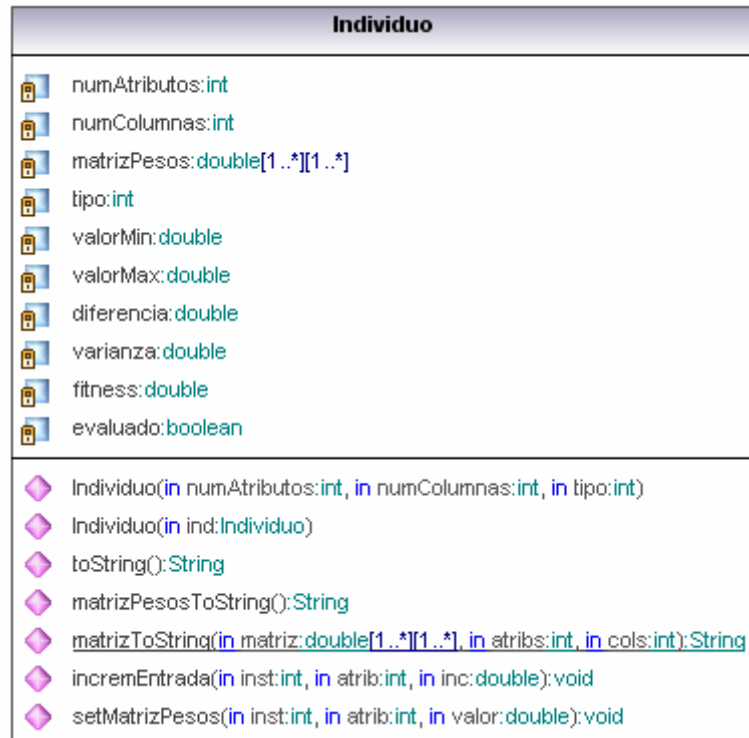 Individuo
numAtributos:int
numColumnas:int
matrizPesos:double[1..*][1..*]
tipo:int
valorMin:double
valorMax:double
diferencia:double
varianza:double
fitness:double
evaluado:boolean
Individuo(in numAtributos:int, in numColumnas:int, in tipo:int)
Individuo(in ind:Individuo)
toString():String
matrizPesosToString():String
matrizToString(in matriz:double[1..*][1..*], in atribs:int, in cols:int):String
incremEntrada(in inst:int, in atrib:int, in inc:double):void
setMatrizPesos(in inst:int, in atrib:int, in valor:double):void